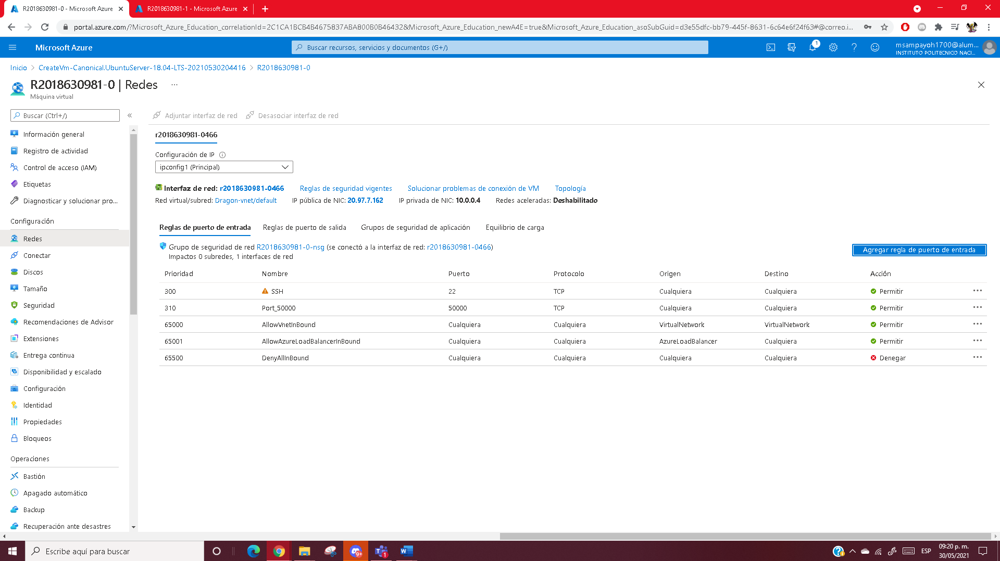 R2018630981-0 - Microsoft Azure
R2018630981-1 - Microsoft Azure
portal.azure.com/?Microsoft_Azure_Education_correlationId=2C1CA1BCB4B4675837ABA800B0B46432&Microsoft_Azure_Education_newA4E=true&Microsoft_Azure_Education_asoSubGuid=d3e55dfc-bb79-445f-8631-6c64e6f24f63#@correo.i...
Microsoft Azure
Buscar recursos, servicios y documentos (G+/)
1
msampayoh1700@alum...
INSTITUTO POLITECNICO NACI...
Inicio > CreateVm-Canonical.UbuntuServer-18.04-LTS-20210530204416 > R2018630981-0
R2018630981-0 | Redes ...
Máquina virtual
Buscar (Ctrl+/)
Información general
Registro de actividad
Control de acceso (IAM)
Etiquetas
Diagnosticar y solucionar pro...
Configuración
Redes
Conectar
Discos
Tamaño
Seguridad
Recomendaciones de Advisor
Extensiones
Entrega continua
Disponibilidad y escalado
Configuración
Identidad
Propiedades
Bloqueos
Operaciones
Bastión
Apagado automático
Backup
Recuperación ante desastres
Adjuntar interfaz de red Desasociar interfaz de red
r2018630981-0466
Configuración de IP
ipconfig1 (Principal)
Interfaz de red: r2018630981-0466 Reglas de seguridad vigentes Solucionar problemas de conexión de VM Topología
Red virtual/subred: Dragon-vnet/default IP pública de NIC: 20.97.7.162 IP privada de NIC: 10.0.0.4 Redes aceleradas: Deshabilitado
Reglas de puerto de entrada Reglas de puerto de salida Grupos de seguridad de aplicación Equilibrio de carga
Grupo de seguridad de red R2018630981-0-nsg (se conectó a la interfaz de red: r2018630981-0466)
Impactos 0 subredes, 1 interfaces de red
Agregar regla de puerto de entrada
Prioridad Nombre Puerto Protocolo Origen Destino Acción
300 SSH 22 TCP Cualquiera Cualquiera Permitir ...
310 Port_50000 50000 TCP Cualquiera Cualquiera Permitir ...
65000 AllowVnetInBound Cualquiera Cualquiera VirtualNetwork VirtualNetwork Permitir ...
65001 AllowAzureLoadBalancerInBound Cualquiera Cualquiera AzureLoadBalancer Cualquiera Permitir ...
65500 DenyAllInBound Cualquiera Cualquiera Cualquiera Cualquiera Denegar ...
Escribe aquí para buscar
9+
1
ESP
09:20 p. m.
30/05/2021